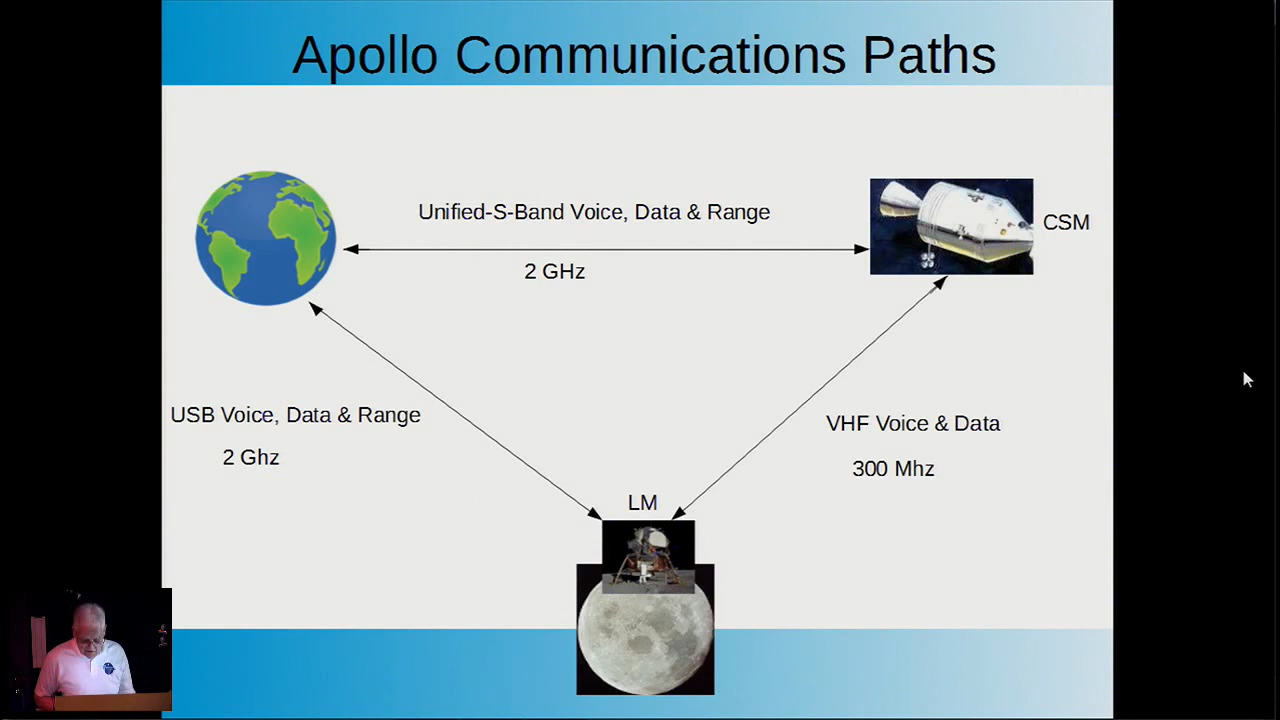 Apollo Communications Paths
Unified-S-Band Voice, Data & Range
CSM
2 GHz
USB Voice, Data & Range
2 Ghz
VHF Voice & Data
300 Mhz
LM